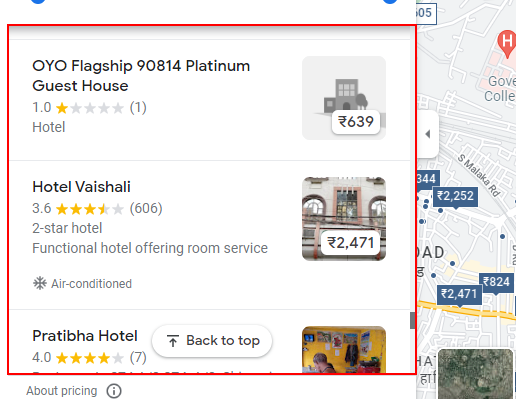 OYO Flagship 90814 Platinum
Guest House
1.0 (1)
Hotel
₹639
Hotel Vaishali
3.6 (606)
2-star hotel
Functional hotel offering room service
₹2,471
Air-conditioned
Pratibha Hotel
4.0 (7)
Back to top
About pricing
605
H
Gove
Colle
S Malaka Rd
344
₹2,252
OAD
₹824
₹2,471